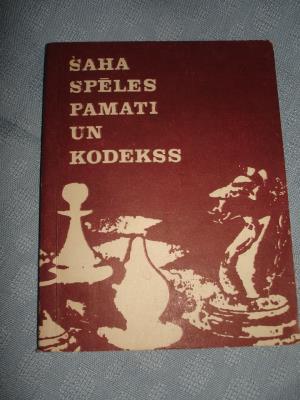 ŠAHA
SPĒLES
PAMATI
UN
KODEKSS